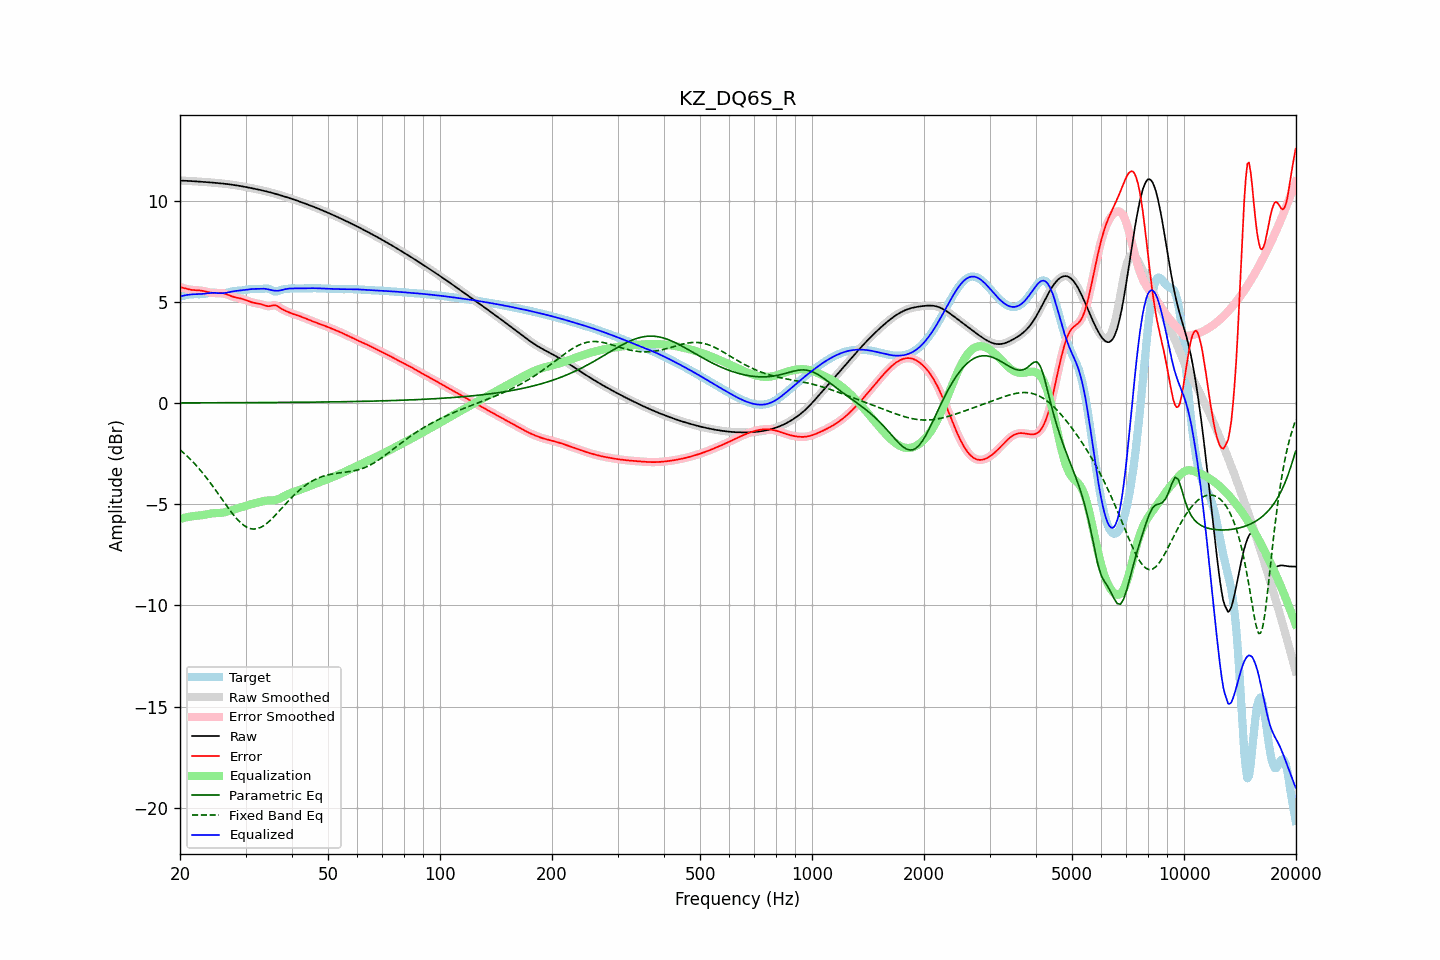 KZ_DQ6S_R
Amplitude (dBr)
10
5
0
−5
−10
−15
−20
Target
Raw Smoothed
Error Smoothed
Raw
Error
Equalization
Parametric Eq
Fixed Band Eq
Equalized
20 50 100 200 500 1000 2000 5000 10000 20000
Frequency (Hz)